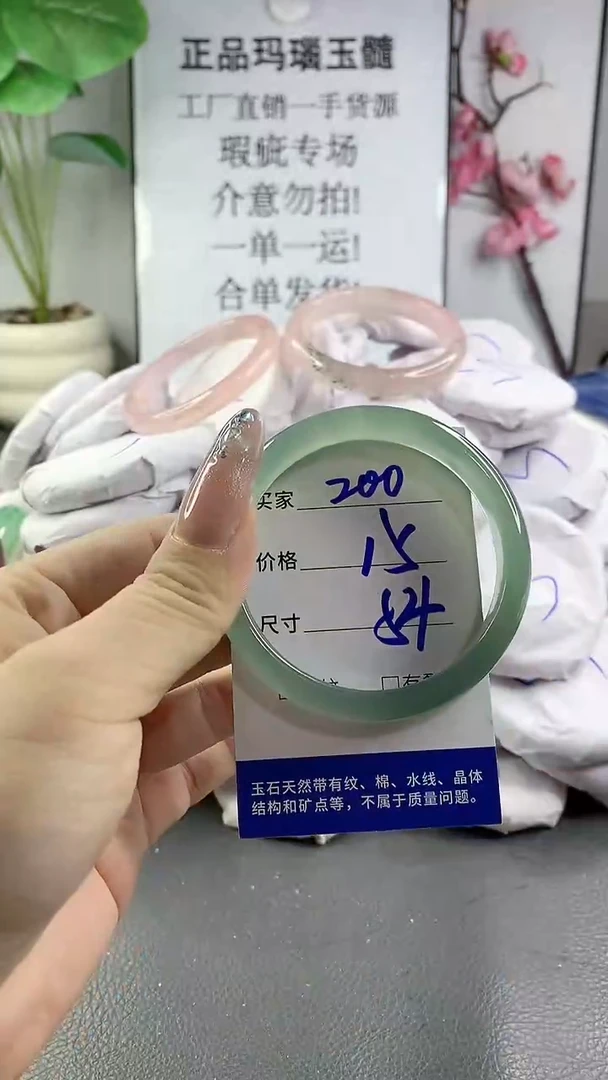 正品玛瑙玉髓
工厂直销一手货源
瑕疵专场
介意勿拍!
一单一运!
合单发货!
买家 200
价格 15
尺寸 54
玉石天然带有纹、棉、水线、晶体
结构和矿点等，不属于质量问题。